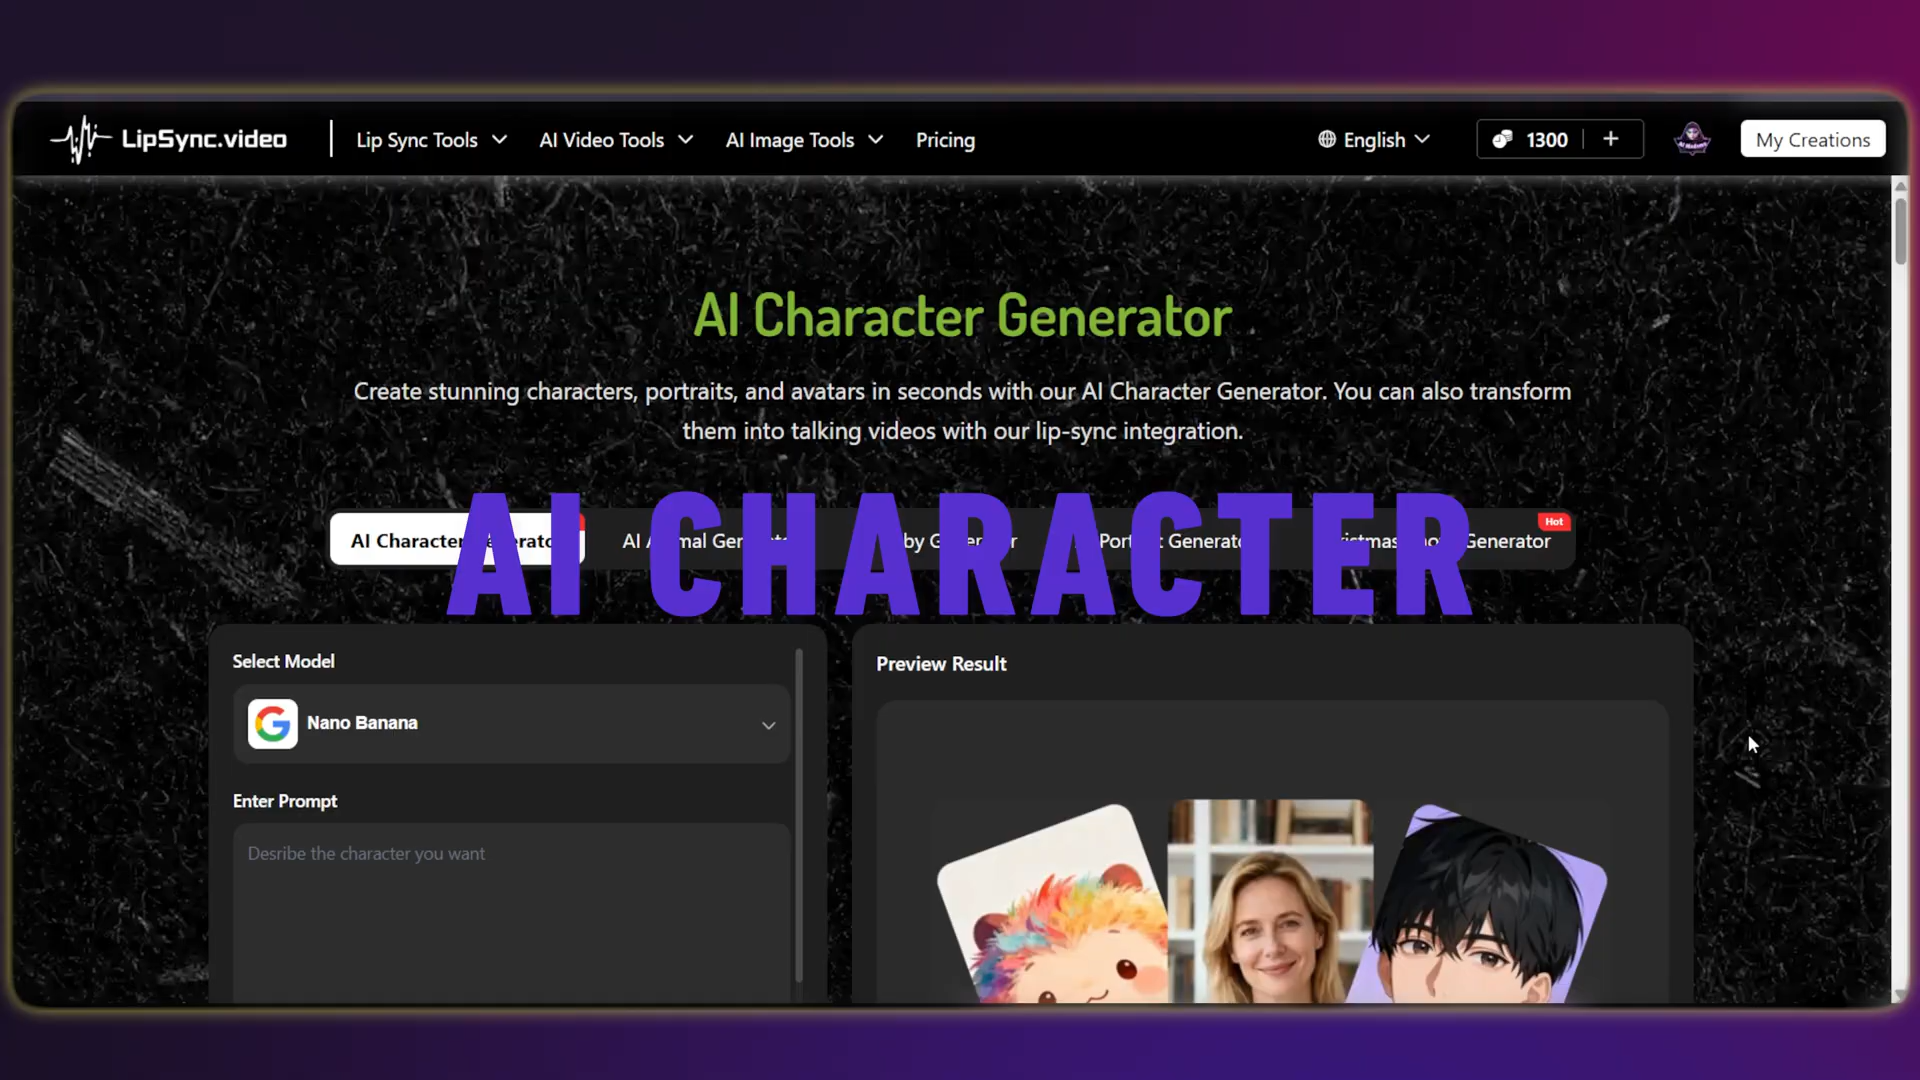 LipSync.video
Lip Sync Tools
AI Video Tools
AI Image Tools
Pricing
English
1300
+
My Creations
AI Character Generator
Create stunning characters, portraits, and avatars in seconds with our AI Character Generator. You can also transform
them into talking videos with our lip-sync integration.
AI CHARACTER
AI Character
AI
Hot
Generator
Select Model
Nano Banana
Enter Prompt
Desribe the character you want
Preview Result